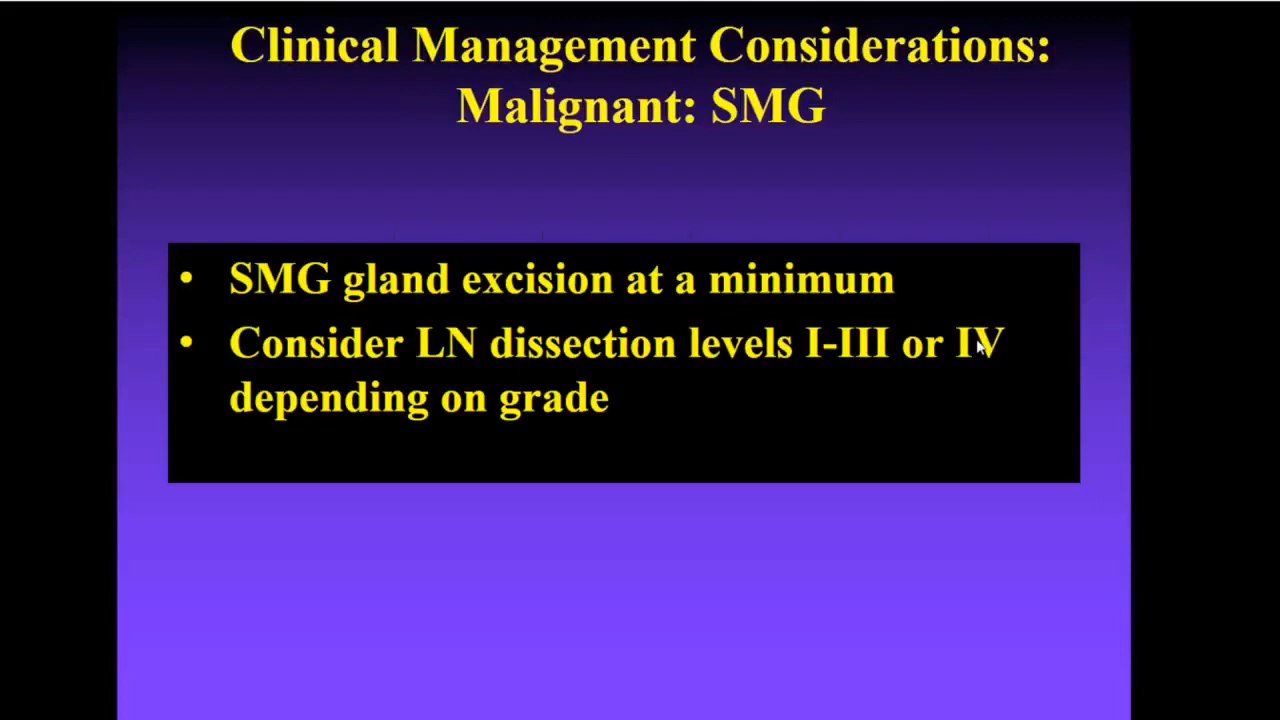 Clinical Management Considerations:
Malignant: SMG
• SMG gland excision at a minimum
• Consider LN dissection levels I-III or IV
depending on grade